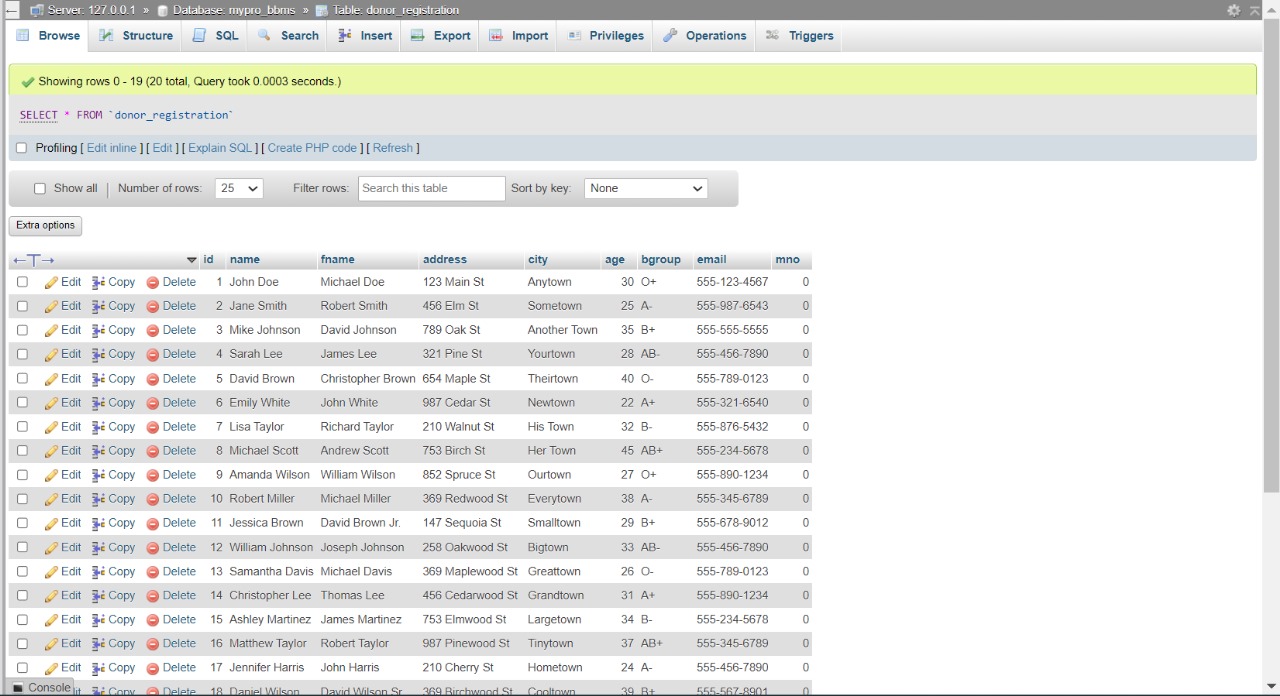 Server: 127.0.0.1 » Database: mypro_bbms » Table: donor_registration
Browse Structure SQL Search Insert Export Import Privileges Operations Triggers
Showing rows 0 - 19 (20 total, Query took 0.0003 seconds.)
SELECT * FROM `donor_registration`
Profiling [ Edit inline ] [ Edit ] [ Explain SQL ] [ Create PHP code ] [ Refresh ]
Show all | Number of rows: 25 Filter rows: Search this table Sort by key: None
Extra options
←T→ id name fname address city age bgroup email mno
Edit Copy Delete 1 John Doe Michael Doe 123 Main St Anytown 30 O+ 555-123-4567 0
Edit Copy Delete 2 Jane Smith Robert Smith 456 Elm St Sometown 25 A- 555-987-6543 0
Edit Copy Delete 3 Mike Johnson David Johnson 789 Oak St Another Town 35 B+ 555-555-5555 0
Edit Copy Delete 4 Sarah Lee James Lee 321 Pine St Yourtown 28 AB- 555-456-7890 0
Edit Copy Delete 5 David Brown Christopher Brown 654 Maple St Theirtown 40 O- 555-789-0123 0
Edit Copy Delete 6 Emily White John White 987 Cedar St Newtown 22 A+ 555-321-6540 0
Edit Copy Delete 7 Lisa Taylor Richard Taylor 210 Walnut St His Town 32 B- 555-876-5432 0
Edit Copy Delete 8 Michael Scott Andrew Scott 753 Birch St Her Town 45 AB+ 555-234-5678 0
Edit Copy Delete 9 Amanda Wilson William Wilson 852 Spruce St Ourtown 27 O+ 555-890-1234 0
Edit Copy Delete 10 Robert Miller Michael Miller 369 Redwood St Everytown 38 A- 555-345-6789 0
Edit Copy Delete 11 Jessica Brown David Brown Jr. 147 Sequoia St Smalltown 29 B+ 555-678-9012 0
Edit Copy Delete 12 William Johnson Joseph Johnson 258 Oakwood St Bigtown 33 AB- 555-456-7890 0
Edit Copy Delete 13 Samantha Davis Michael Davis 369 Maplewood St Greattown 26 O- 555-789-0123 0
Edit Copy Delete 14 Christopher Lee Thomas Lee 456 Cedarwood St Grandtown 31 A+ 555-890-1234 0
Edit Copy Delete 15 Ashley Martinez James Martinez 753 Elmwood St Largetown 34 B- 555-234-5678 0
Edit Copy Delete 16 Matthew Taylor Robert Taylor 987 Pinewood St Tinytown 37 AB+ 555-345-6789 0
Edit Copy Delete 17 Jennifer Harris John Harris 210 Cherry St Hometown 24 A- 555-456-7890 0
Console Edit Copy Delete 18 Daniel Wilson David Wilson Sr. 369 Birchwood St Cooltown 39 B+ 555-567-8901 0